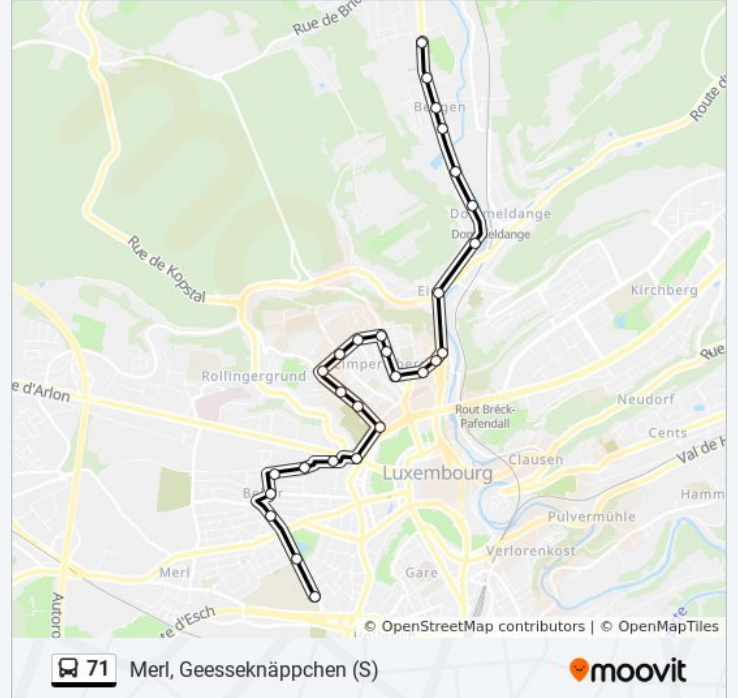 Rue de Brid
Beggen
Route d
Dommeldange
Dommeldange
Rue de Kopstal
Eich
Kirchberg
Limpertsberg
Rollingergrund
Rue
e d'Arlon
Neudorf
Rout Bréck-
Pafendall
Cents
Val de H
Luxembourg
Clausen
Belair
Hamm
Pulvermühle
Verlorenkost
Merl
Gare
Autoro
te d'Esch
© OpenStreetMap contributors | © OpenMapTiles
71 Merl, Geesseknäppchen (S)
moovit